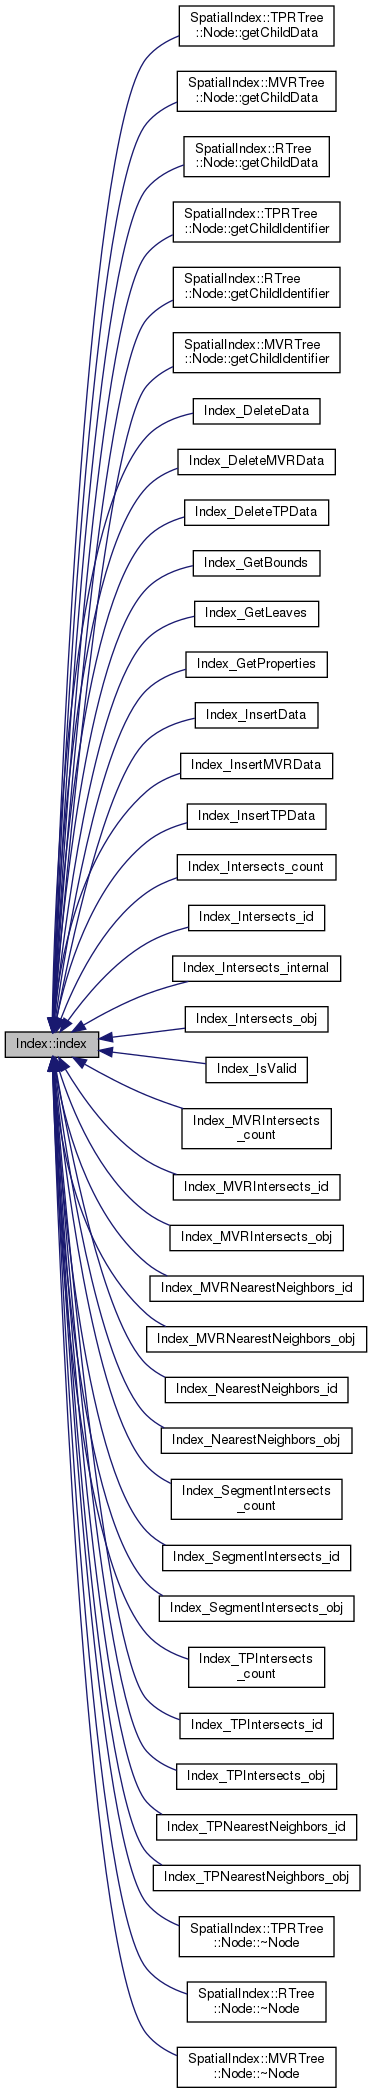 SpatialIndex::TPRTree
::Node::getChildData
SpatialIndex::MVRTree
::Node::getChildData
SpatialIndex::RTree
::Node::getChildData
SpatialIndex::TPRTree
::Node::getChildIdentifier
SpatialIndex::RTree
::Node::getChildIdentifier
SpatialIndex::MVRTree
::Node::getChildIdentifier
Index_DeleteData
Index_DeleteMVRData
Index_DeleteTPData
Index_GetBounds
Index_GetLeaves
Index_GetProperties
Index_InsertData
Index_InsertMVRData
Index_InsertTPData
Index_Intersects_count
Index_Intersects_id
Index_Intersects_internal
Index_Intersects_obj
Index::index
Index_IsValid
Index_MVRIntersects
_count
Index_MVRIntersects_id
Index_MVRIntersects_obj
Index_MVRNearestNeighbors_id
Index_MVRNearestNeighbors_obj
Index_NearestNeighbors_id
Index_NearestNeighbors_obj
Index_SegmentIntersects
_count
Index_SegmentIntersects_id
Index_SegmentIntersects_obj
Index_TPIntersects
_count
Index_TPIntersects_id
Index_TPIntersects_obj
Index_TPNearestNeighbors_id
Index_TPNearestNeighbors_obj
SpatialIndex::TPRTree
::Node::~Node
SpatialIndex::RTree
::Node::~Node
SpatialIndex::MVRTree
::Node::~Node